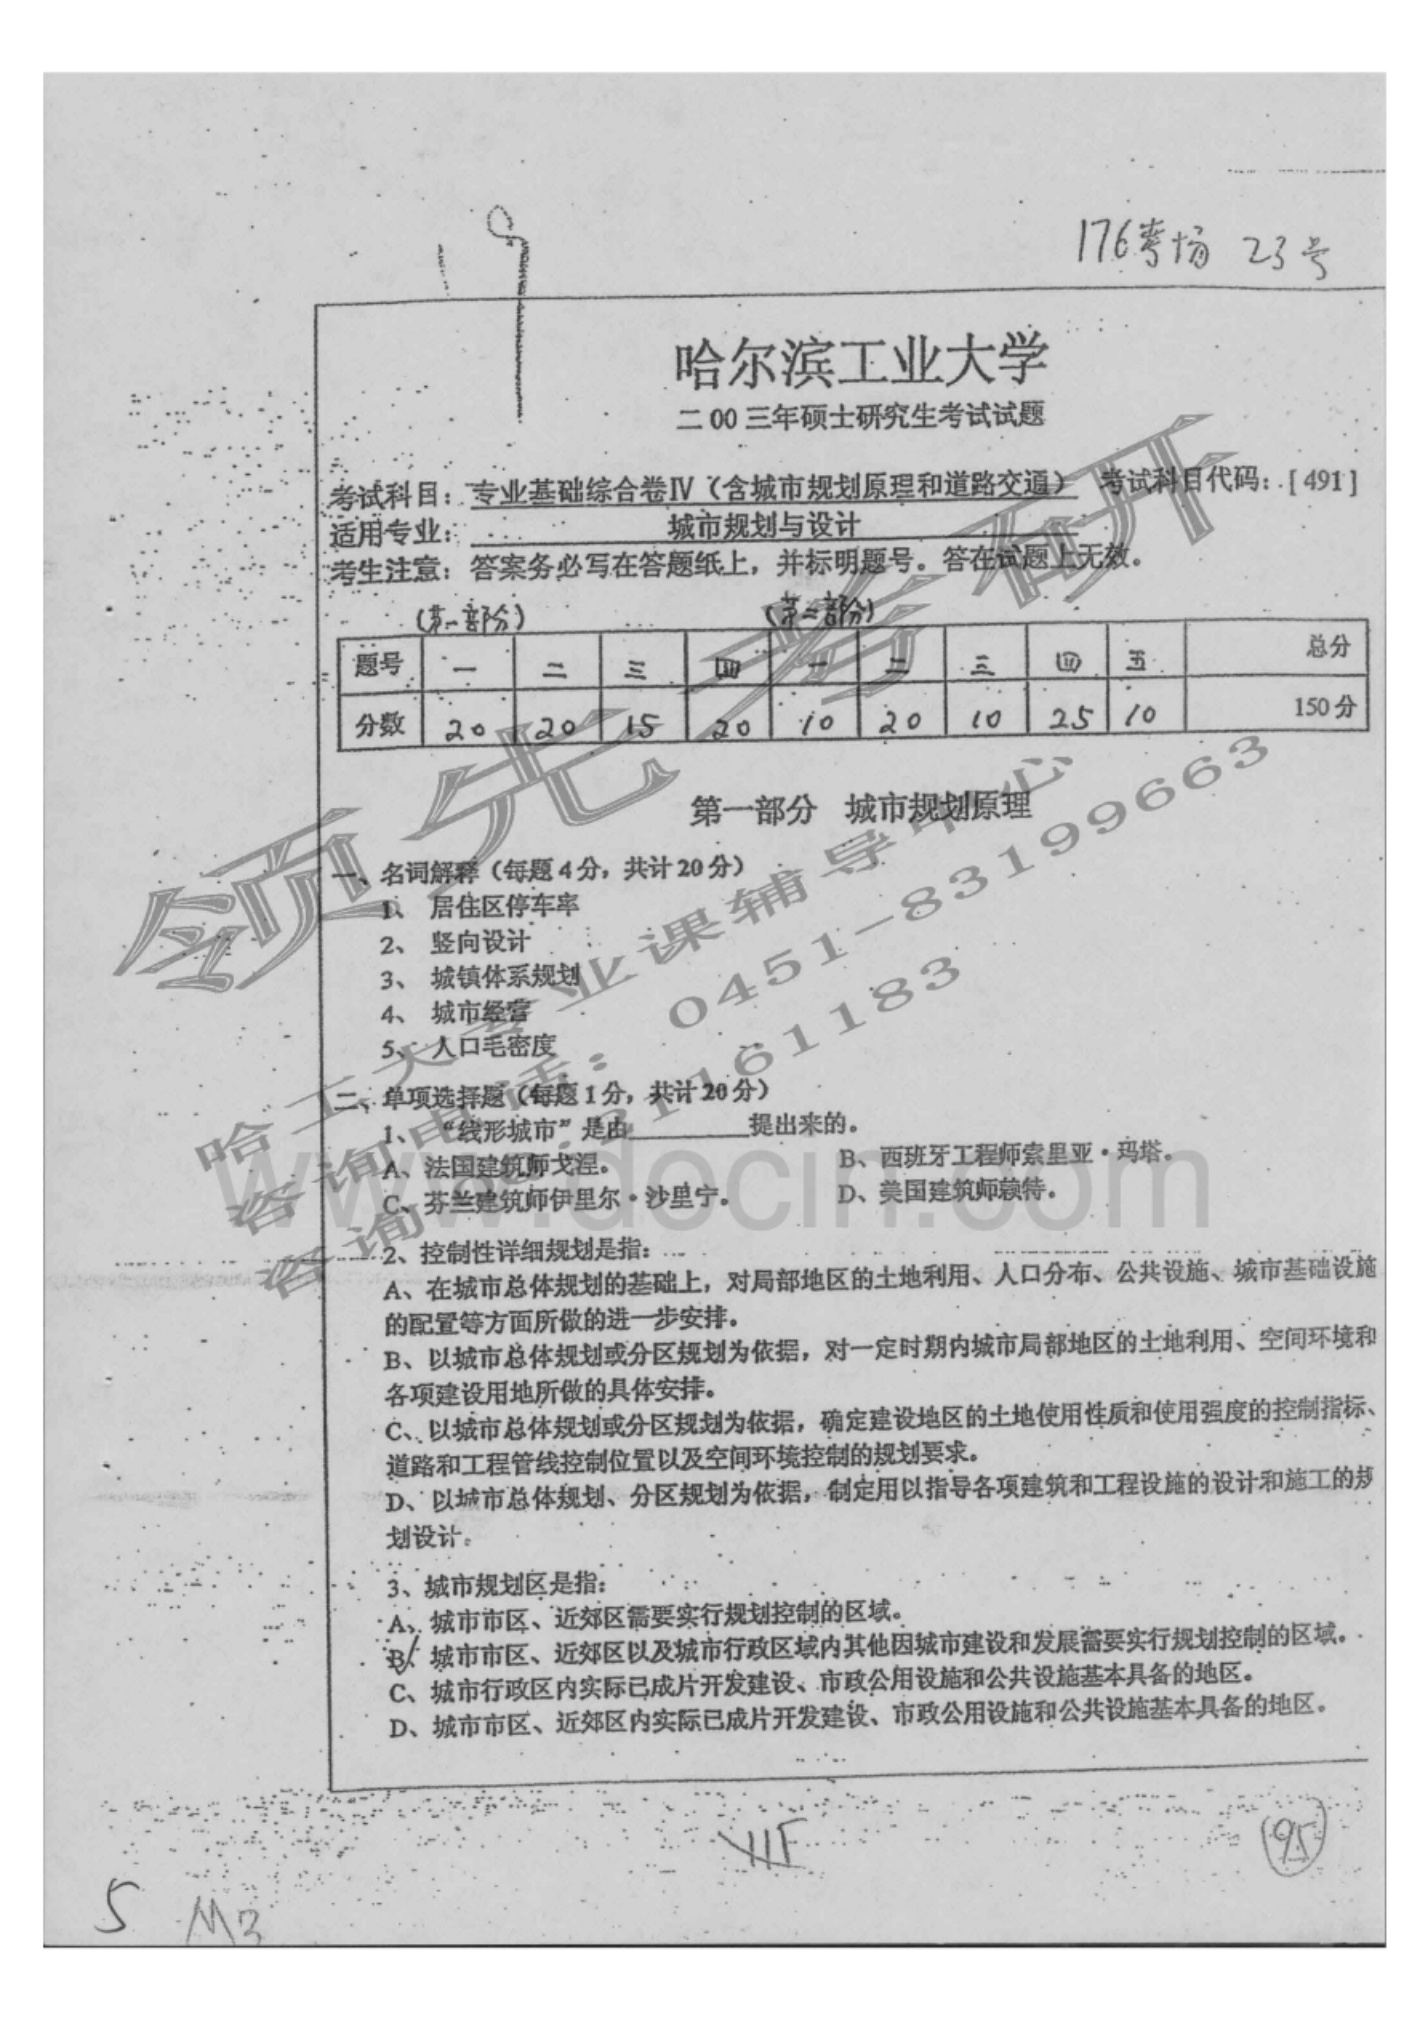 176考场 23号
哈尔滨工业大学
二00三年硕士研究生考试试题
考试科目：专业基础综合卷Ⅳ（含城市规划原理和道路交通） 考试科目代码：[491]
适用专业： 城市规划与设计
考生注意：答案务必写在答题纸上，并标明题号。答在试题上无效。
（第一部分） （第二部分）
题号 一 二 三 四 一 二 三 四 五 总分
分数 20 20 15 20 10 20 10 25 10 150分
第一部分 城市规划原理
一、名词解释（每题4分，共计20分）
1、 居住区停车率
2、 竖向设计
3、 城镇体系规划
4、 城市经营
5、 人口毛密度
二、单项选择题（每题1分，共计20分）
1、“线形城市”是由________提出来的。
A、法国建筑师戈涅。 B、西班牙工程师索里亚·玛塔。
C、芬兰建筑师伊里尔·沙里宁。 D、美国建筑师赖特。
2、控制性详细规划是指：
A、在城市总体规划的基础上，对局部地区的土地利用、人口分布、公共设施、城市基础设施
的配置等方面所做的进一步安排。
B、以城市总体规划或分区规划为依据，对一定时期内城市局部地区的土地利用、空间环境和
各项建设用地所做的具体安排。
C、以城市总体规划或分区规划为依据，确定建设地区的土地使用性质和使用强度的控制指标、
道路和工程管线控制位置以及空间环境控制的规划要求。
D、以城市总体规划、分区规划为依据，制定用以指导各项建筑和工程设施的设计和施工的规
划设计。
3、城市规划区是指：
A、城市市区、近郊区需要实行规划控制的区域。
B、城市市区、近郊区以及城市行政区域内其他因城市建设和发展需要实行规划控制的区域。
C、城市行政区内实际已成片开发建设、市政公用设施和公共设施基本具备的地区。
D、城市市区、近郊区内实际已成片开发建设、市政公用设施和公共设施基本具备的地区。
95
5
领先考研
哈工大专业课辅导中心
咨询电话：0451-83199663
www.docin.com